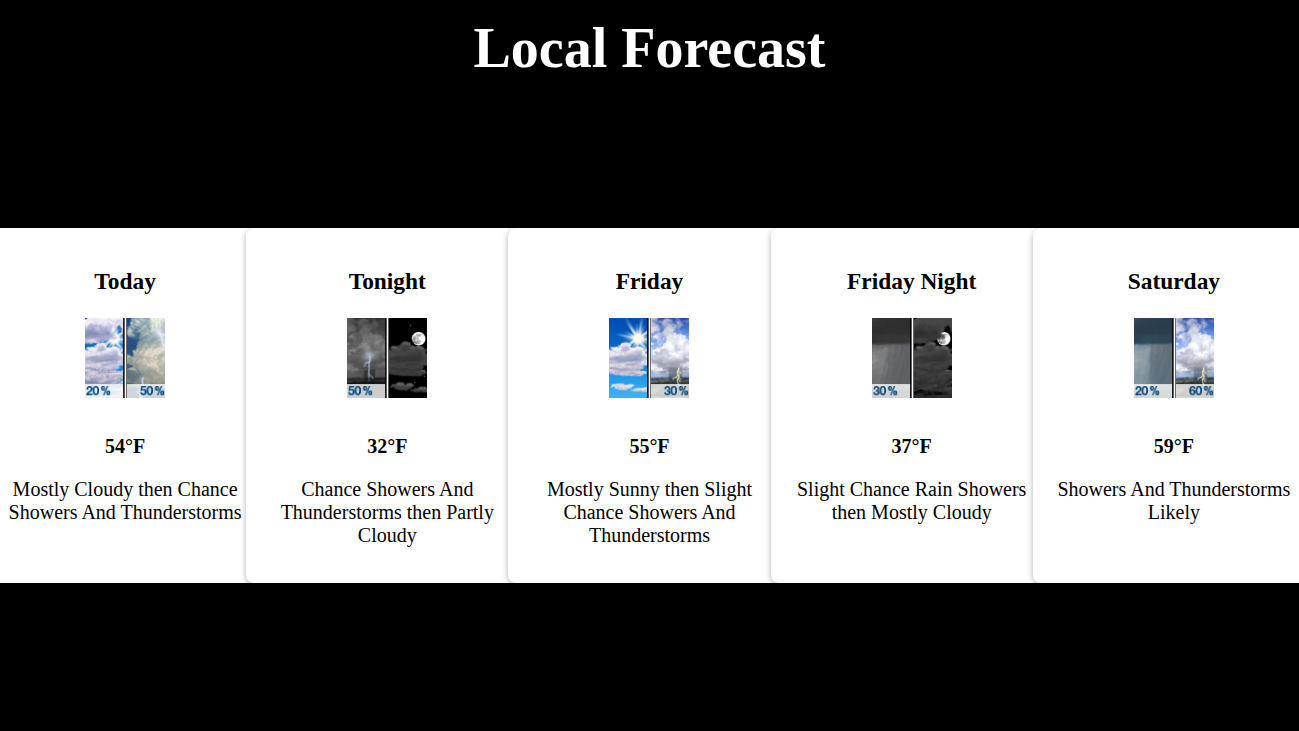 Local Forecast
Today
20%
50%
54°F
Mostly Cloudy then Chance
Showers And Thunderstorms
Tonight
50%
32°F
Chance Showers And
Thunderstorms then Partly
Cloudy
Friday
30%
55°F
Mostly Sunny then Slight
Chance Showers And
Thunderstorms
Friday Night
30%
37°F
Slight Chance Rain Showers
then Mostly Cloudy
Saturday
20%
60%
59°F
Showers And Thunderstorms
Likely